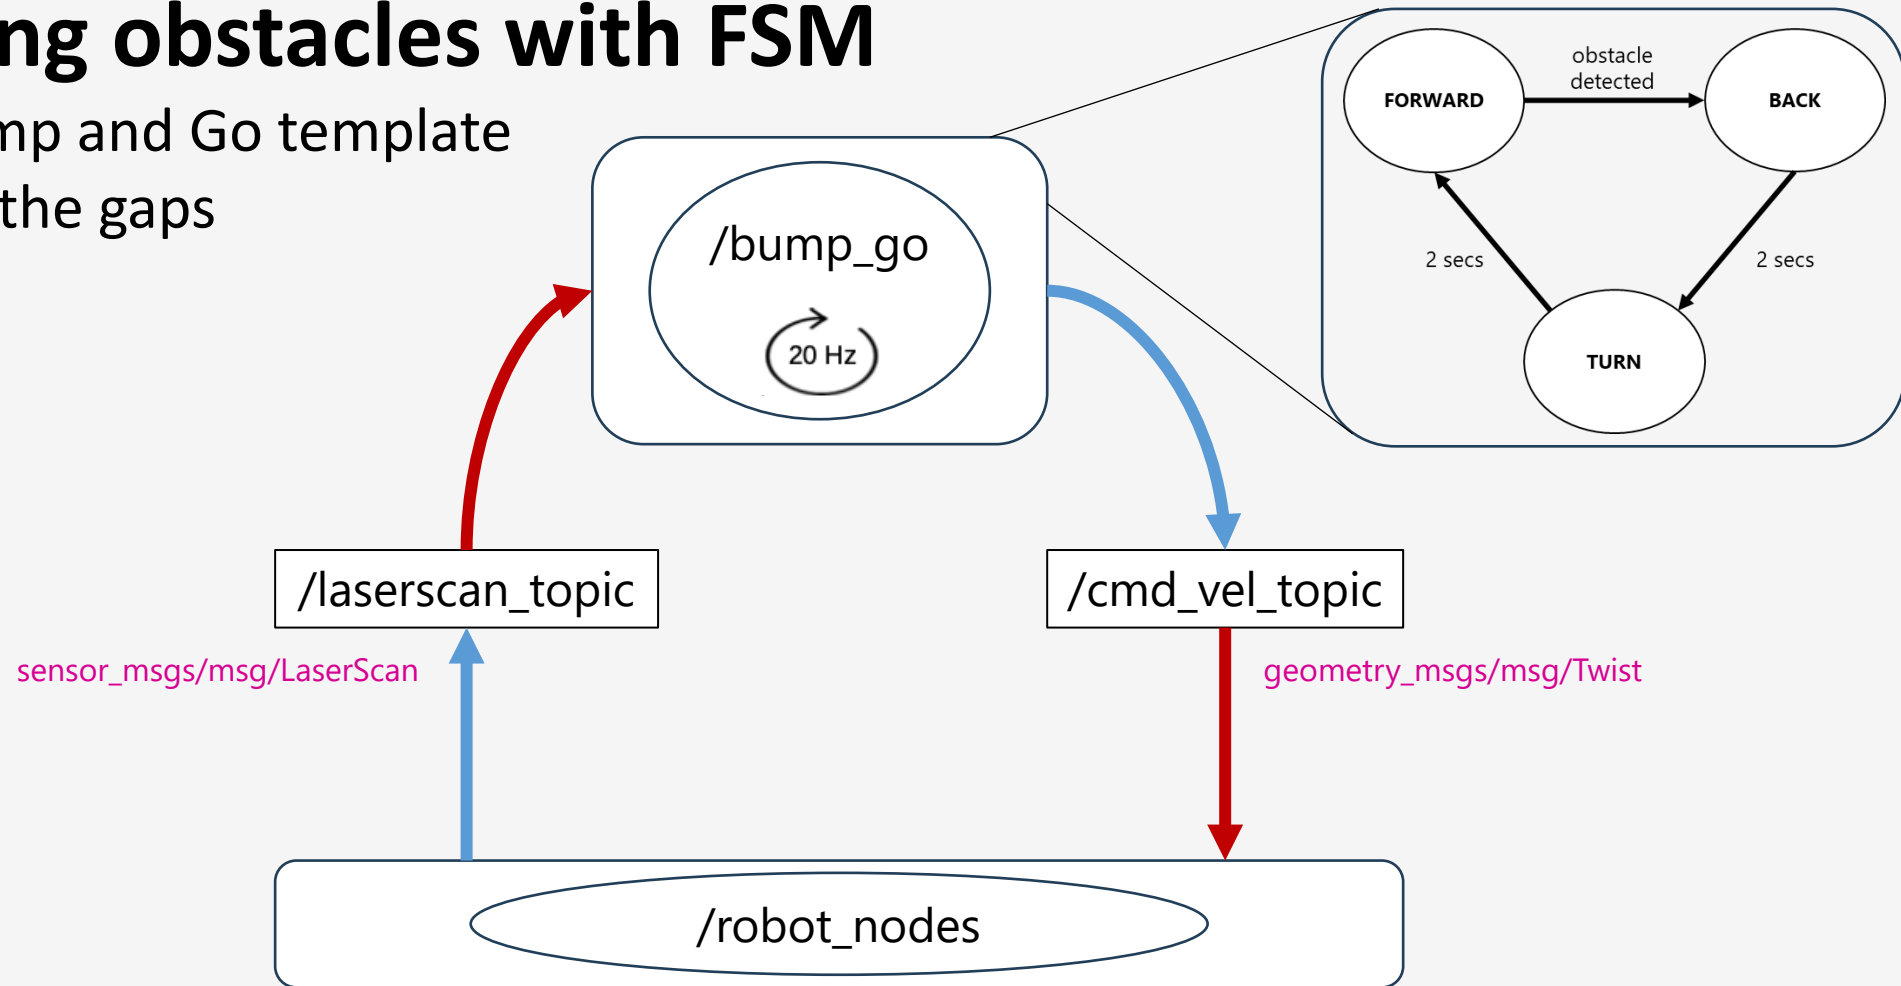 ng obstacles with FSM
mp and Go template
the gaps
/bump_go
20 Hz
FORWARD
obstacle
detected
BACK
2 secs
2 secs
TURN
/laserscan_topic
/cmd_vel_topic
sensor_msgs/msg/LaserScan
geometry_msgs/msg/Twist
/robot_nodes